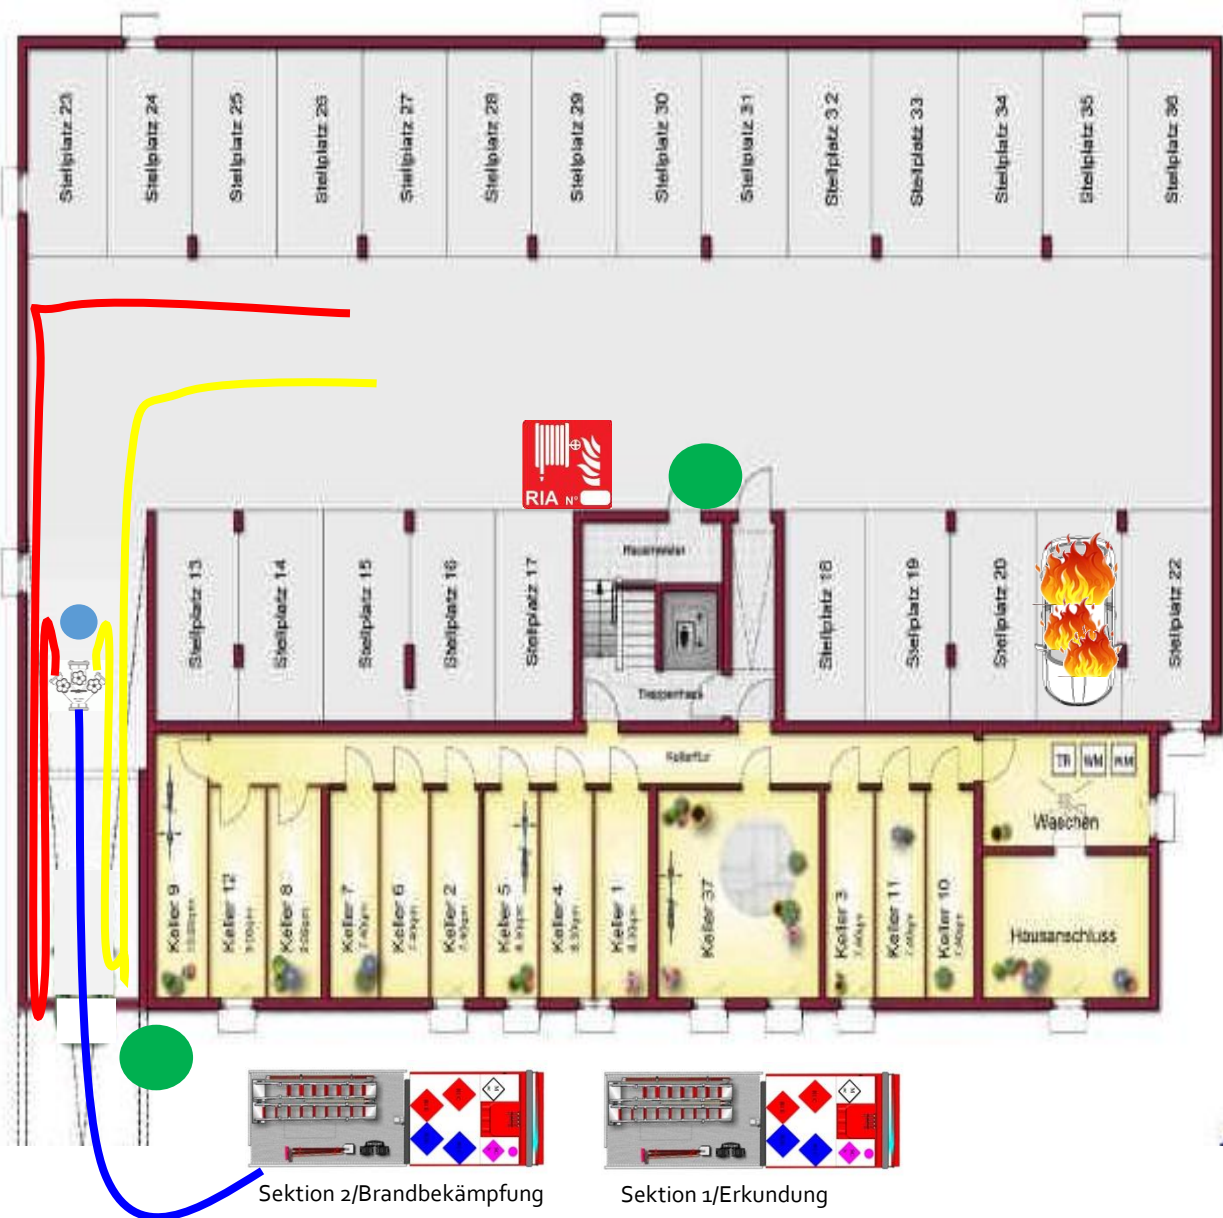 Stellplatz 23
Stellplatz 24
Stellplatz 25
Stellplatz 26
Stellplatz 27
Stellplatz 28
Stellplatz 29
Stellplatz 30
Stellplatz 31
Stellplatz 32
Stellplatz 33
Stellplatz 34
Stellplatz 35
Stellplatz 36
RIA N°
Stellplatz 13
Stellplatz 14
Stellplatz 15
Stellplatz 16
Stellplatz 17
Treppenhaus
Stellplatz 18
Stellplatz 19
Stellplatz 20
Stellplatz 22
Kellerflur
TR
WM
WM
Waschen
Keller 9
Keller 12
Keller 8
Keller 7
Keller 6
Keller 2
Keller 5
Keller 4
Keller 1
Keller 37
Keller 3
Keller 11
Keller 10
Hausanschluss
Sektion 2/Brandbekämpfung
Sektion 1/Erkundung